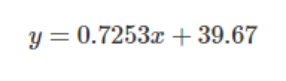 y = 0.7253x + 39.67